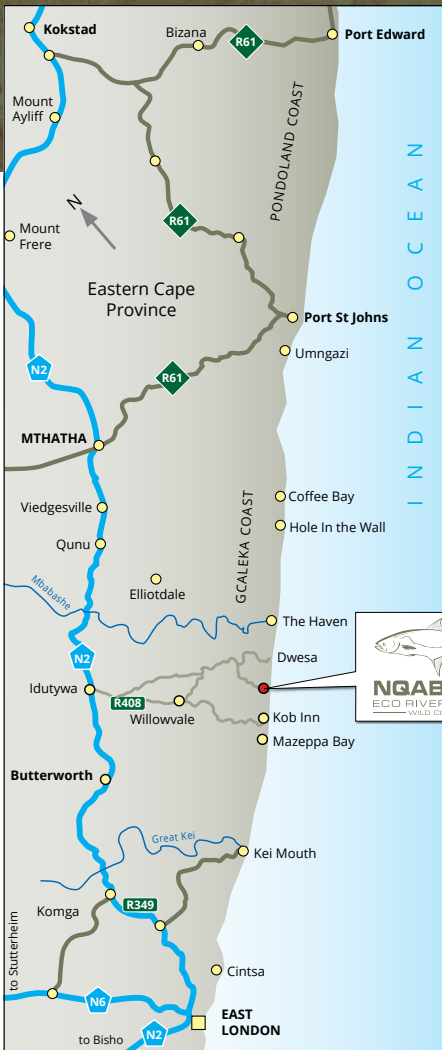 Kokstad
Bizana
R61
Port Edward
Mount
Ayliff
PONDOLAND COAST
INDIAN OCEAN
N
R61
Mount
Frere
Eastern Cape
Province
Port St Johns
Umngazi
N2
R61
MTHATHA
Viedgesville
Coffee Bay
GCALEKA COAST
Hole In the Wall
Qunu
Mbabashe
Elliotdale
The Haven
N2
Dwesa
Idutywa
R408
Willowvale
NQAB
ECO RIVER
WILD CO
Kob Inn
Mazeppa Bay
Butterworth
Great Kei
Kei Mouth
Komga
R349
to Stutterheim
Cintsa
N6
EAST
LONDON
to Bisho
N2